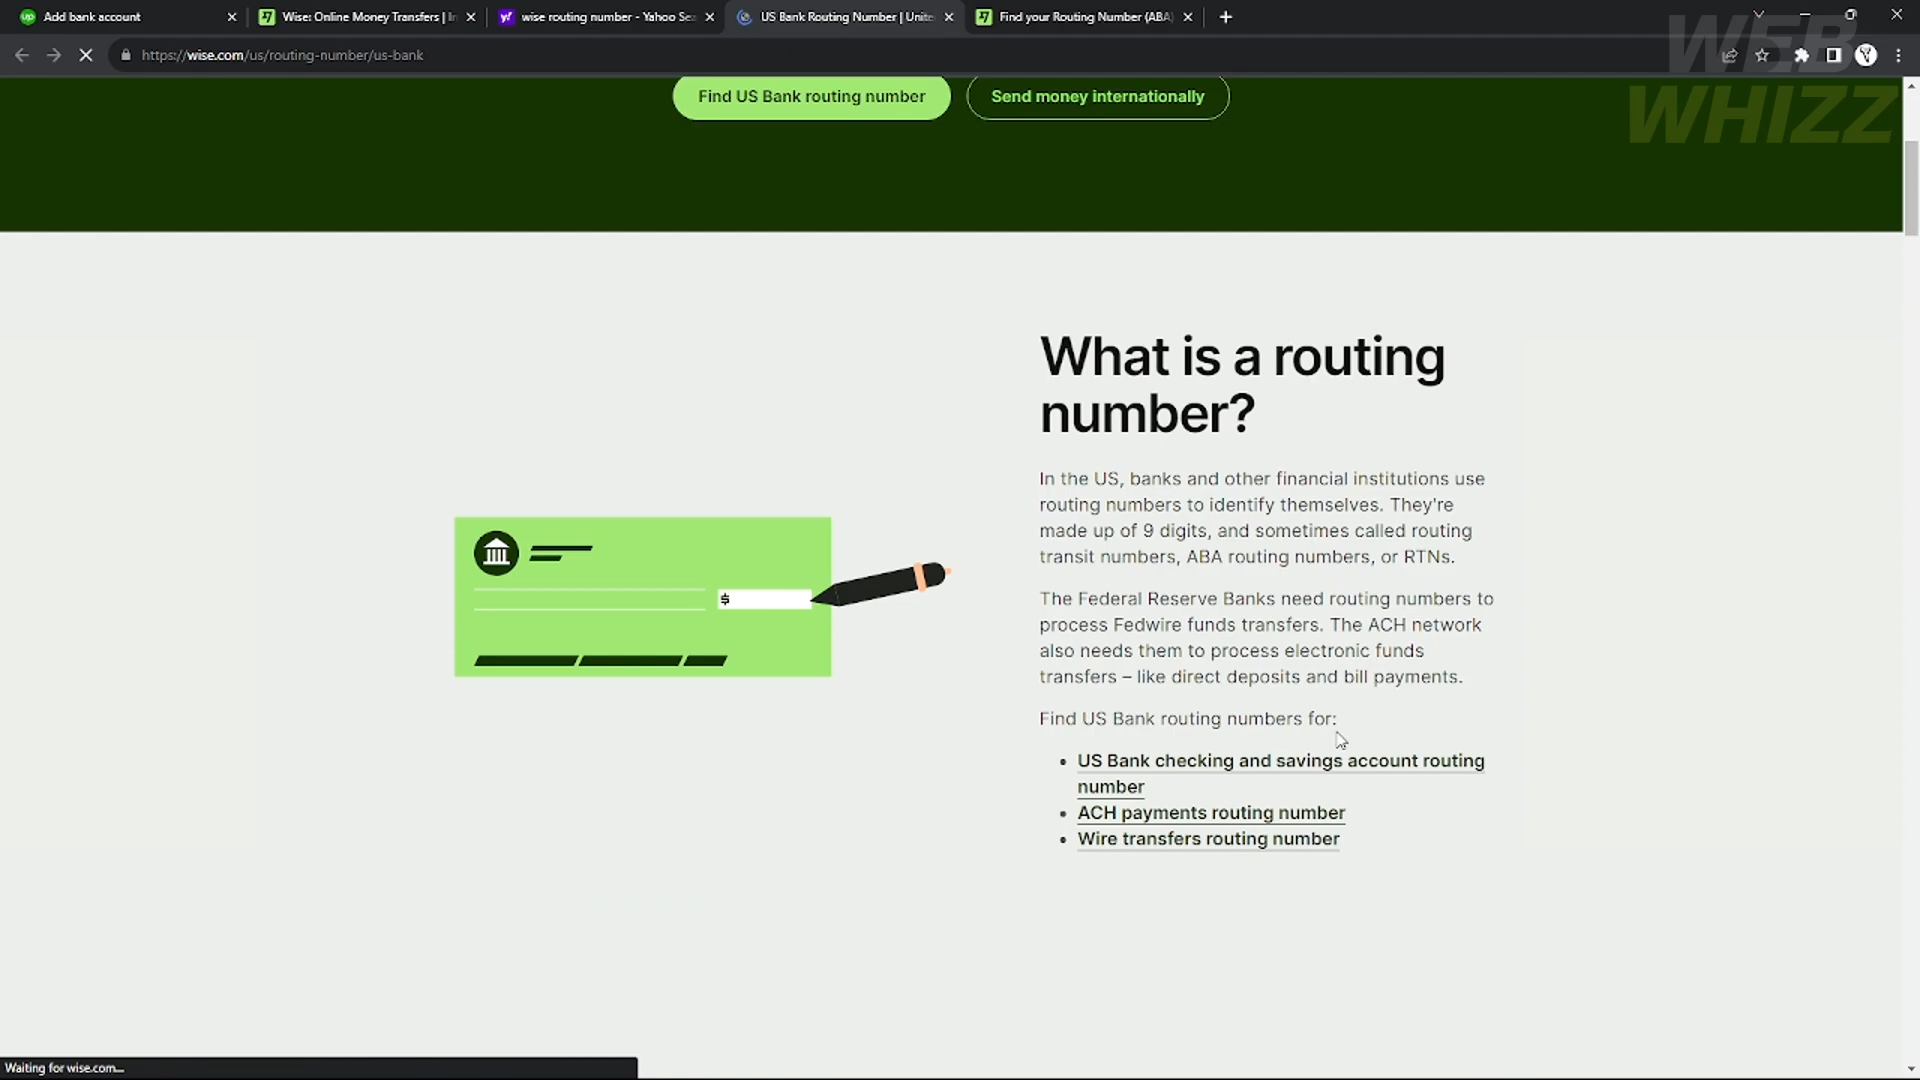 Add bank account
Wise: Online Money Transfers | In
wise routing number - Yahoo Sea
US Bank Routing Number | Unite
Find your Routing Number (ABA)
https://wise.com/us/routing-number/us-bank
WEB
WHIZZ
Find US Bank routing number
Send money internationally
What is a routing
number?
In the US, banks and other financial institutions use
routing numbers to identify themselves. They're
made up of 9 digits, and sometimes called routing
transit numbers, ABA routing numbers, or RTNs.
The Federal Reserve Banks need routing numbers to
process Fedwire funds transfers. The ACH network
also needs them to process electronic funds
transfers – like direct deposits and bill payments.
Find US Bank routing numbers for:
• US Bank checking and savings account routing
number
• ACH payments routing number
• Wire transfers routing number
$
Waiting for wise.com...